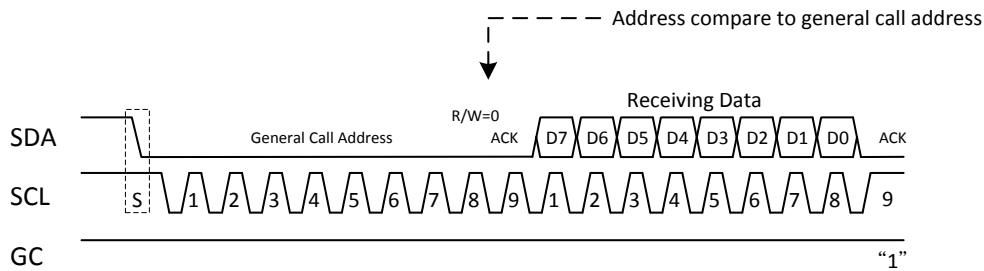 Address compare to general call address
R/W=0
Receiving Data
SDA
General Call Address
ACK
D7 D6 D5 D4 D3 D2 D1 D0
ACK
SCL
S
1 2 3 4 5 6 7 8 9 1 2 3 4 5 6 7 8 9
GC
“1”